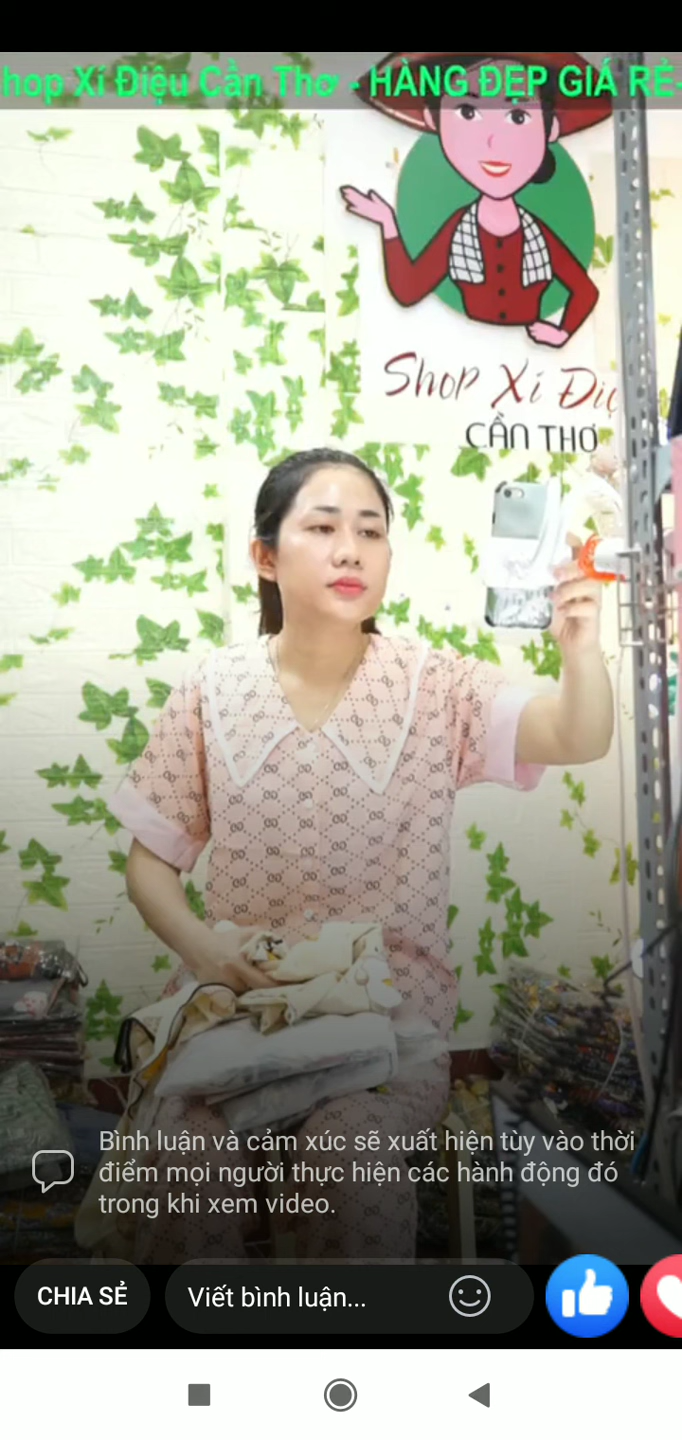 Shop Xí Điệu Cần Thơ - HÀNG ĐẸP GIÁ RẺ-
Shop Xí Điệ
CẦN THƠ
Bình luận và cảm xúc sẽ xuất hiện tùy vào thời
điểm mọi người thực hiện các hành động đó
trong khi xem video.
CHIA SẺ
Viết bình luận...